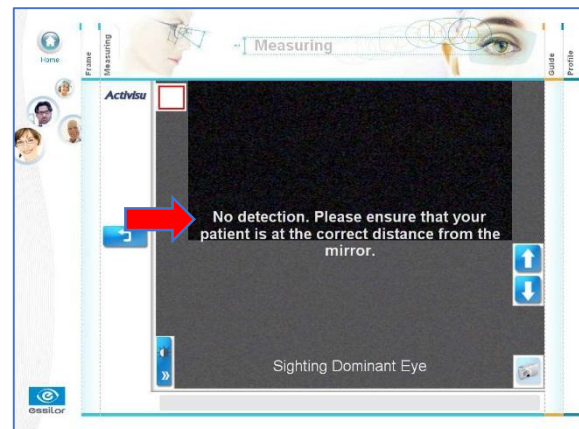 Measuring
Home
Frame
Measuring
Guide
Profile
Activisu
No detection. Please ensure that your
patient is at the correct distance from the
mirror.
Sighting Dominant Eye
essilor